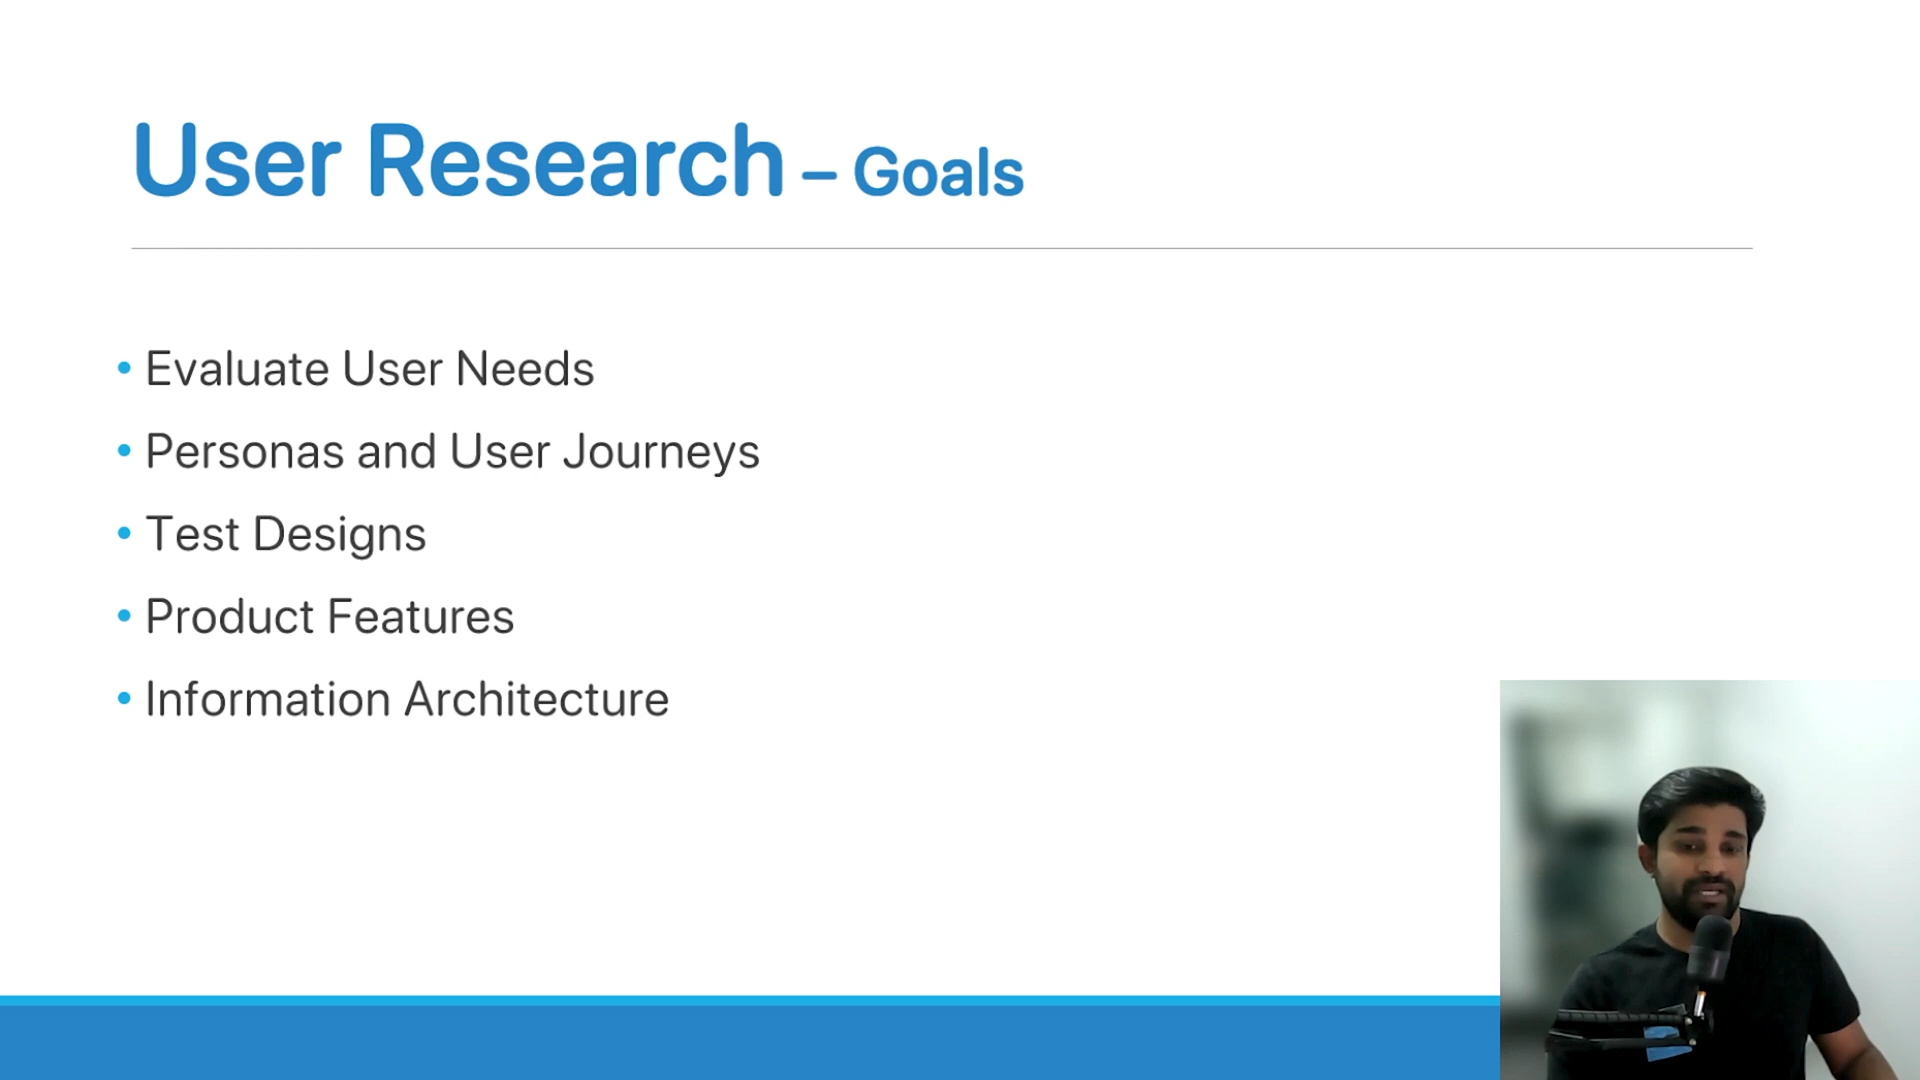 User Research – Goals
• Evaluate User Needs
• Personas and User Journeys
• Test Designs
• Product Features
• Information Architecture